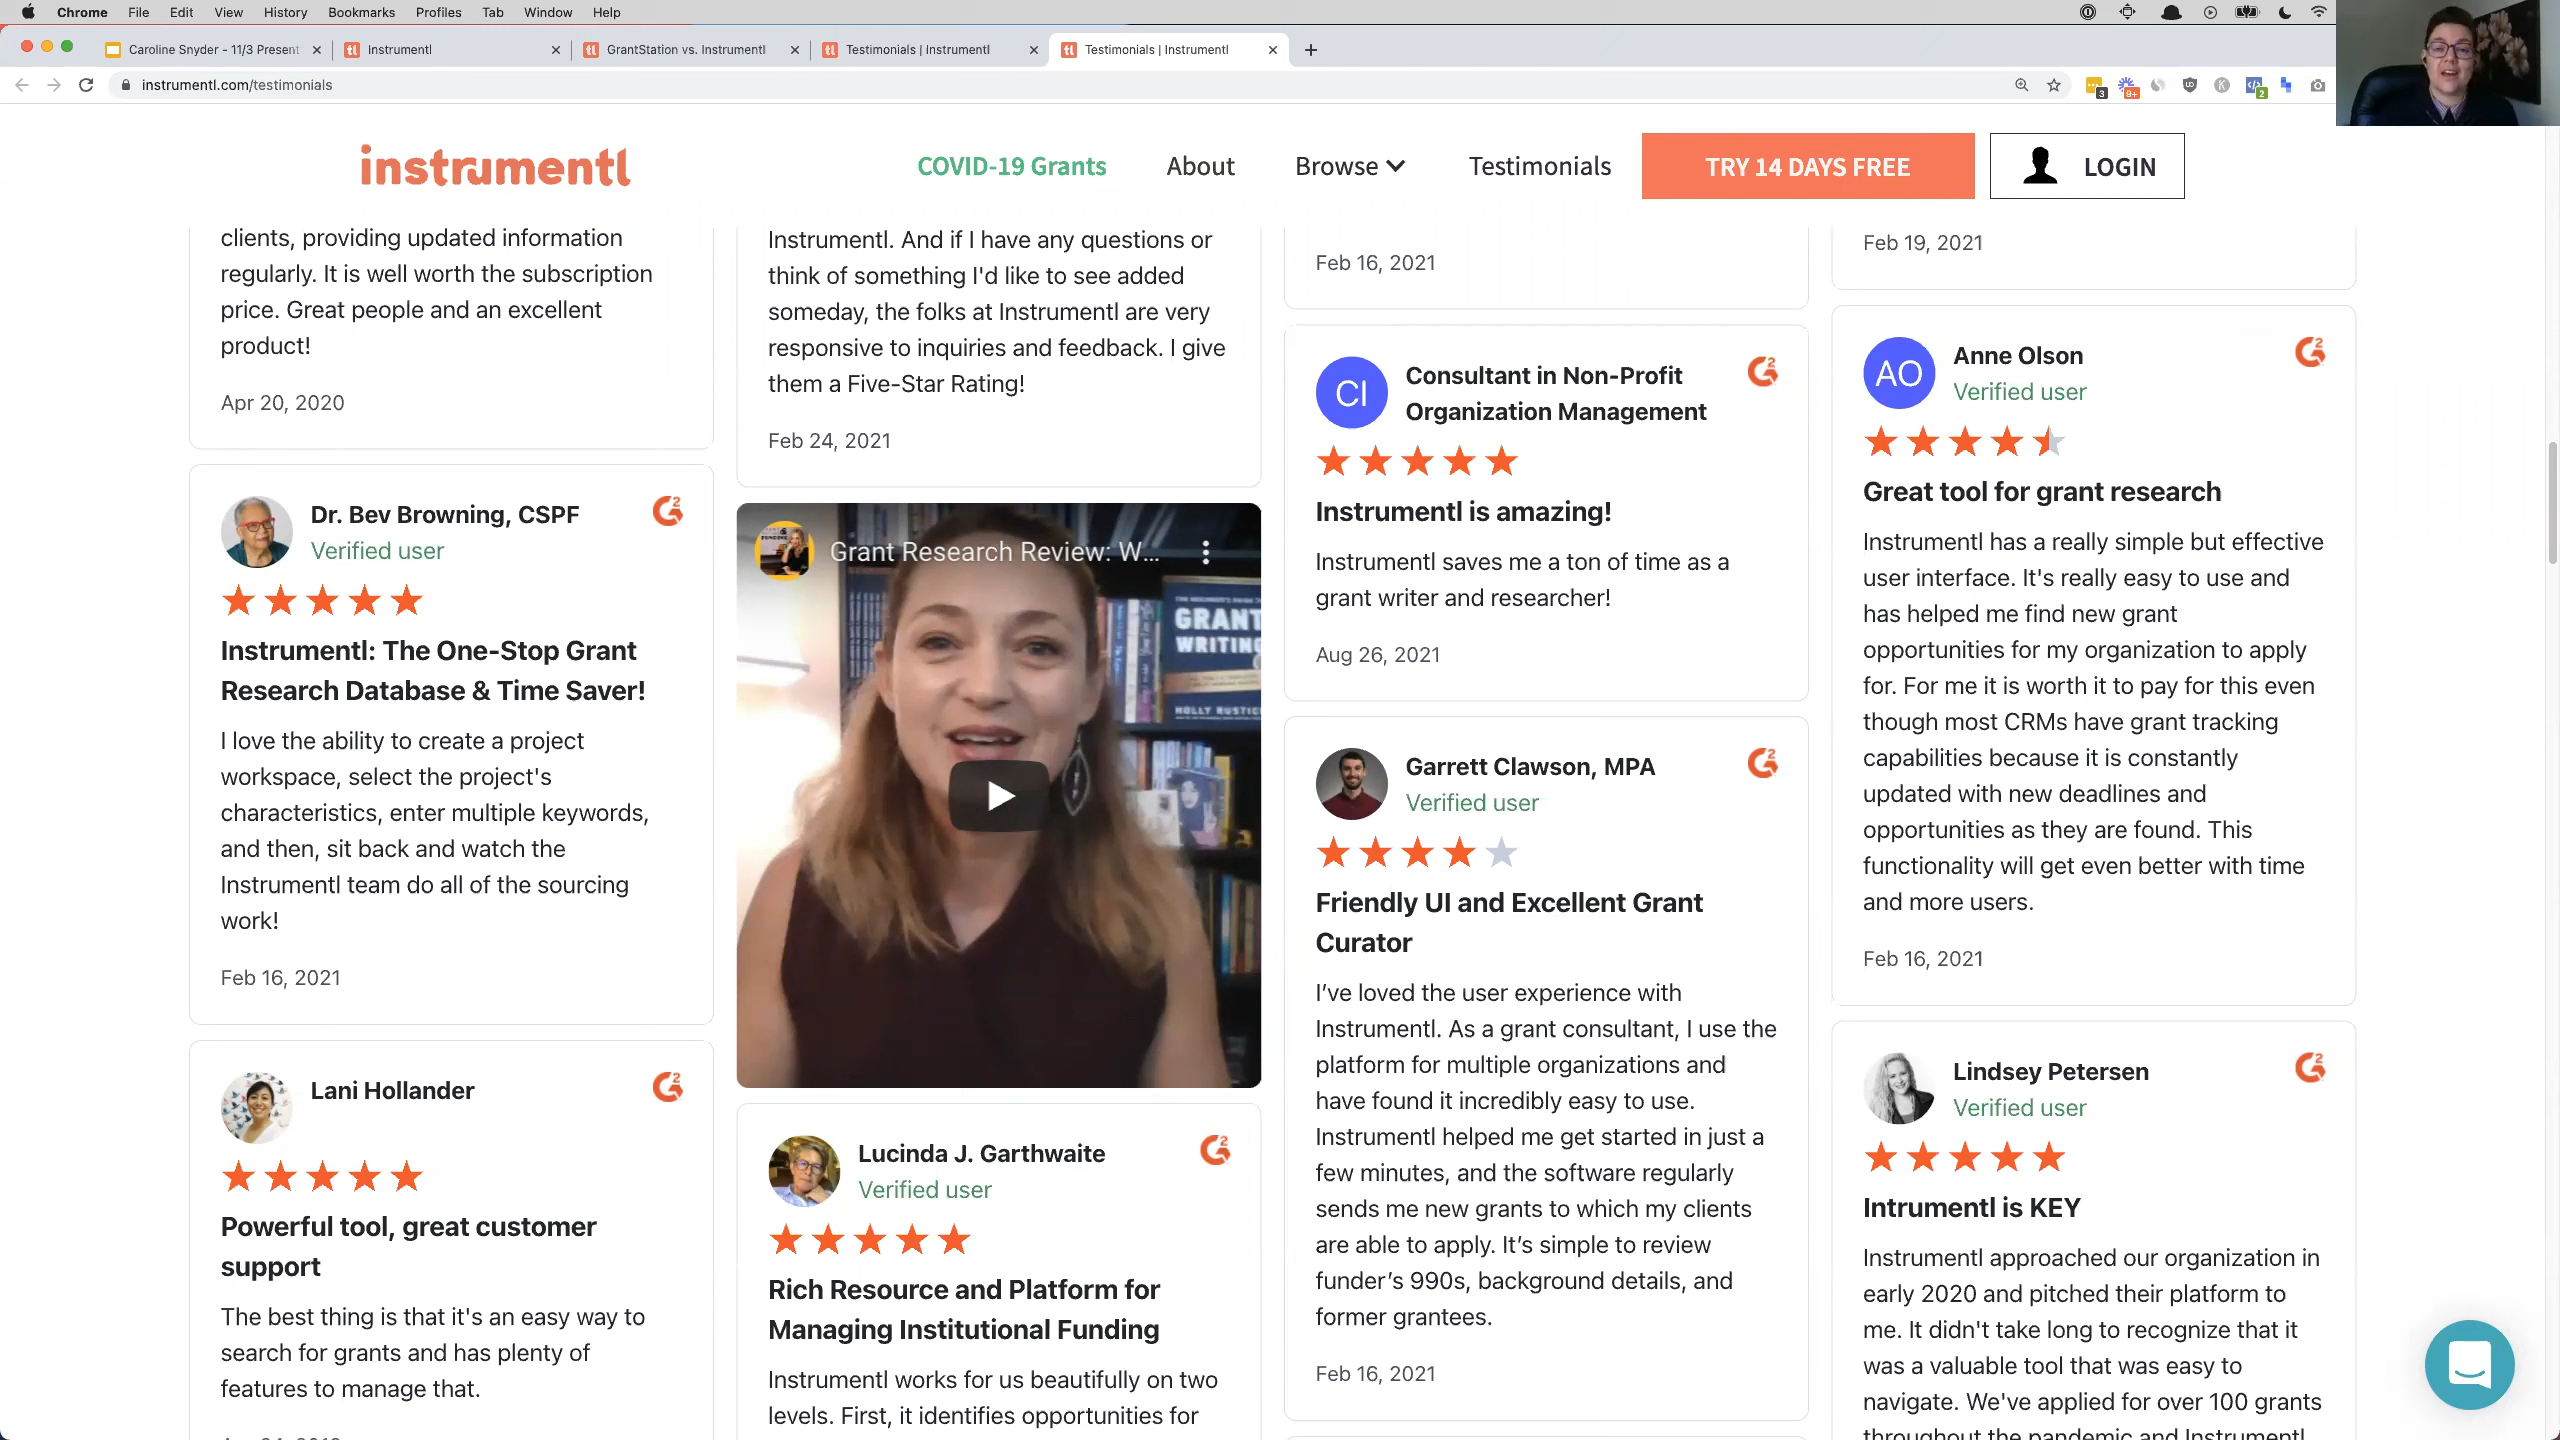 Chrome File Edit View History Bookmarks Profiles Tab Window Help
Caroline Snyder - 11/3 Present
Instrumentl
GrantStation vs. Instrumentl
Testimonials | Instrumentl
Testimonials | Instrumentl
instrumentl.com/testimonials
3
9+
2
instrumentl
COVID-19 Grants
About
Browse
Testimonials
TRY 14 DAYS FREE
LOGIN
clients, providing updated information
regularly. It is well worth the subscription
price. Great people and an excellent
product!
Apr 20, 2020
Dr. Bev Browning, CSPF
Verified user
Instrumentl: The One-Stop Grant
Research Database & Time Saver!
I love the ability to create a project
workspace, select the project's
characteristics, enter multiple keywords,
and then, sit back and watch the
Instrumentl team do all of the sourcing
work!
Feb 16, 2021
Lani Hollander
Powerful tool, great customer
support
The best thing is that it's an easy way to
search for grants and has plenty of
features to manage that.
Instrumentl. And if I have any questions or
think of something I'd like to see added
someday, the folks at Instrumentl are very
responsive to inquiries and feedback. I give
them a Five-Star Rating!
Feb 24, 2021
Grant Research Review: W...
GRANT
WRITING
HOLLY RUSTIC
Lucinda J. Garthwaite
Verified user
Rich Resource and Platform for
Managing Institutional Funding
Instrumentl works for us beautifully on two
levels. First, it identifies opportunities for
Feb 16, 2021
CI
Consultant in Non-Profit
Organization Management
Instrumentl is amazing!
Instrumentl saves me a ton of time as a
grant writer and researcher!
Aug 26, 2021
Garrett Clawson, MPA
Verified user
Friendly UI and Excellent Grant
Curator
I’ve loved the user experience with
Instrumentl. As a grant consultant, I use the
platform for multiple organizations and
have found it incredibly easy to use.
Instrumentl helped me get started in just a
few minutes, and the software regularly
sends me new grants to which my clients
are able to apply. It’s simple to review
funder’s 990s, background details, and
former grantees.
Feb 16, 2021
Feb 19, 2021
AO
Anne Olson
Verified user
Great tool for grant research
Instrumentl has a really simple but effective
user interface. It's really easy to use and
has helped me find new grant
opportunities for my organization to apply
for. For me it is worth it to pay for this even
though most CRMs have grant tracking
capabilities because it is constantly
updated with new deadlines and
opportunities as they are found. This
functionality will get even better with time
and more users.
Feb 16, 2021
Lindsey Petersen
Verified user
Intrumentl is KEY
Instrumentl approached our organization in
early 2020 and pitched their platform to
me. It didn't take long to recognize that it
was a valuable tool that was easy to
navigate. We've applied for over 100 grants
throughout the pandemic and Instrumentl